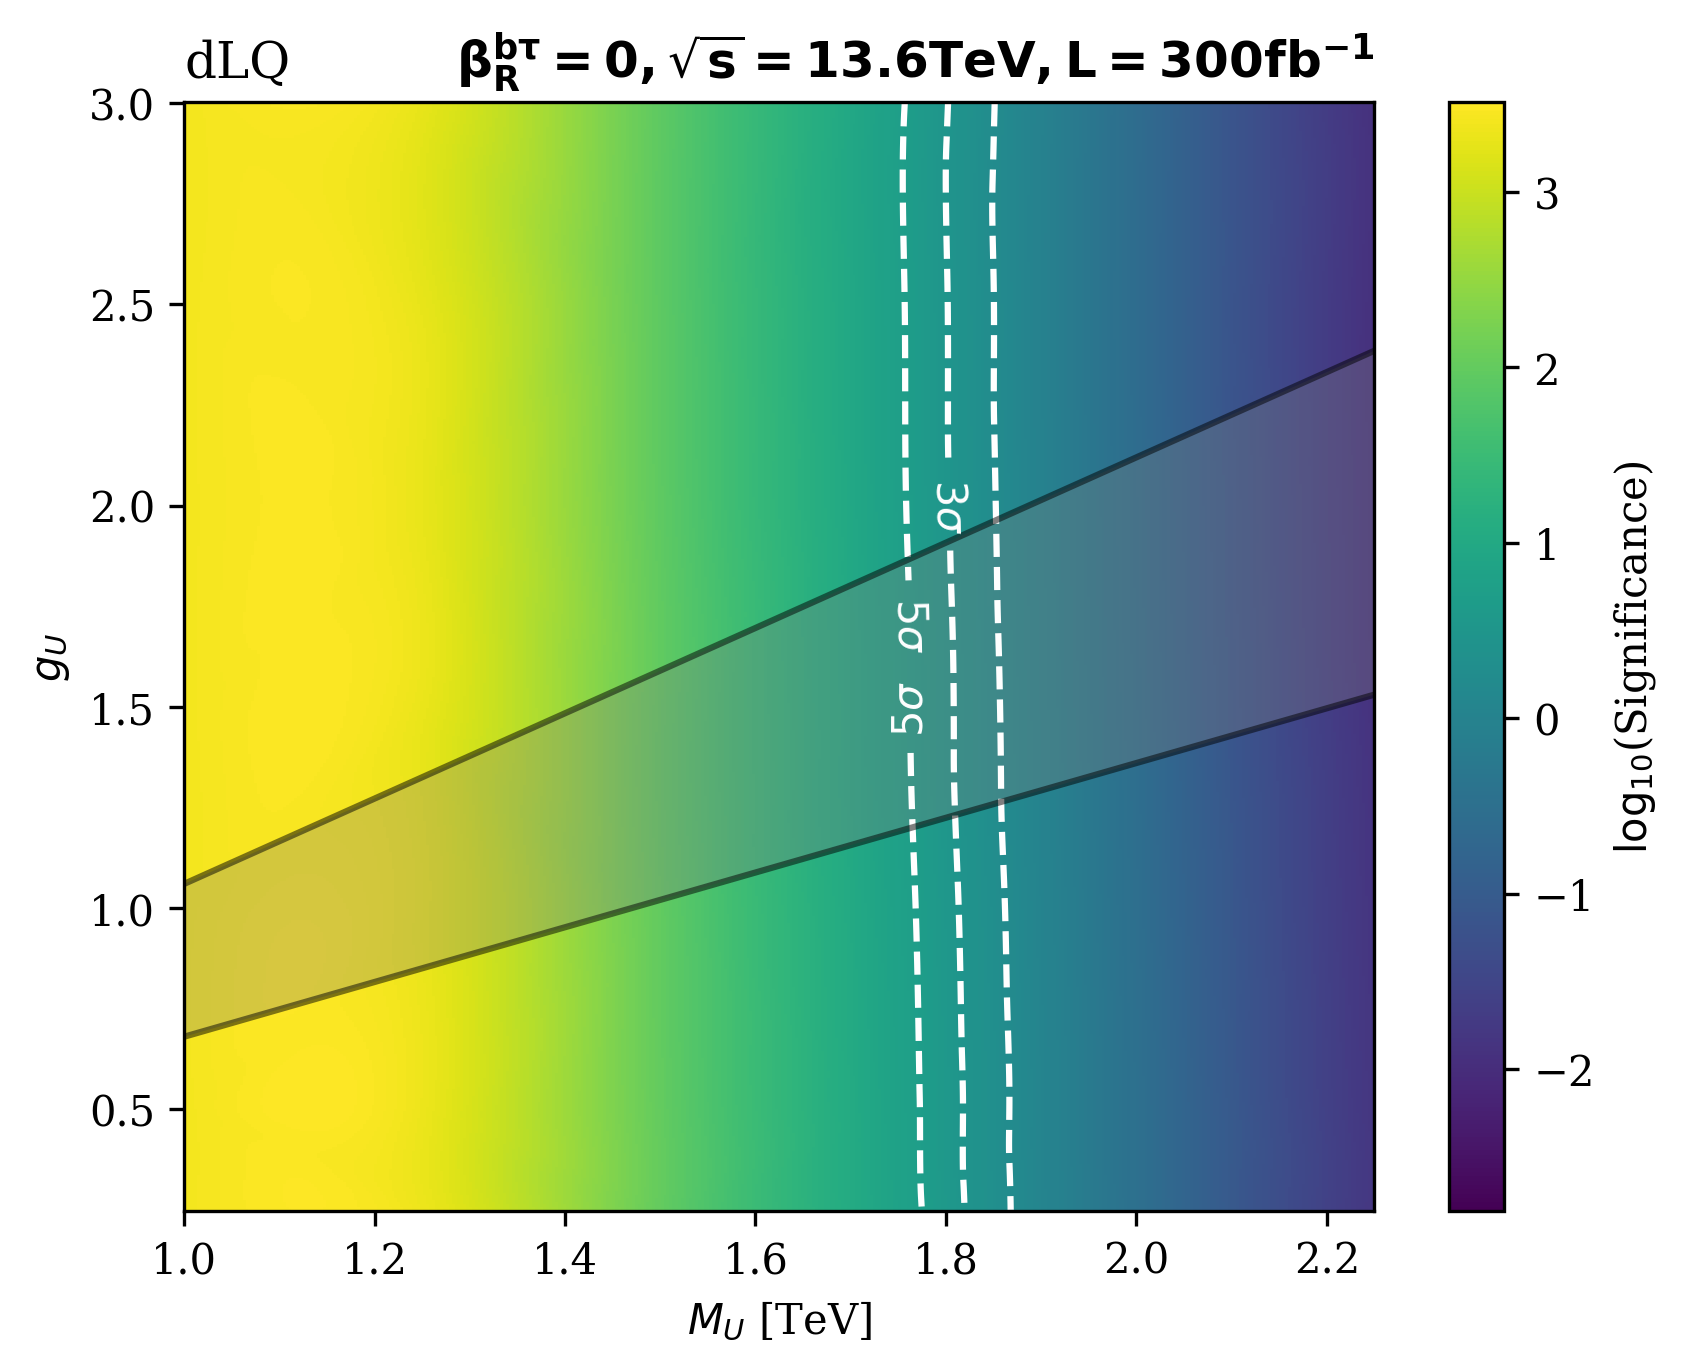 dLQ
β_R^{bτ} = 0, √s = 13.6TeV, L = 300fb⁻¹
3.0
2.5
2.0
1.5
1.0
0.5
g_U
3σ
5σ
5σ
1.0 1.2 1.4 1.6 1.8 2.0 2.2
M_U [TeV]
3
2
1
0
−1
−2
log₁₀(Significance)